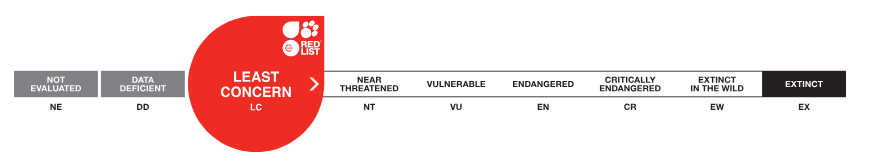 RED
LIST
NOT
EVALUATED
DATA
DEFICIENT
LEAST
CONCERN
NEAR
THREATENED
VULNERABLE
ENDANGERED
CRITICALLY
ENDANGERED
EXTINCT
IN THE WILD
EXTINCT
NE
DD
LC
NT
VU
EN
CR
EW
EX